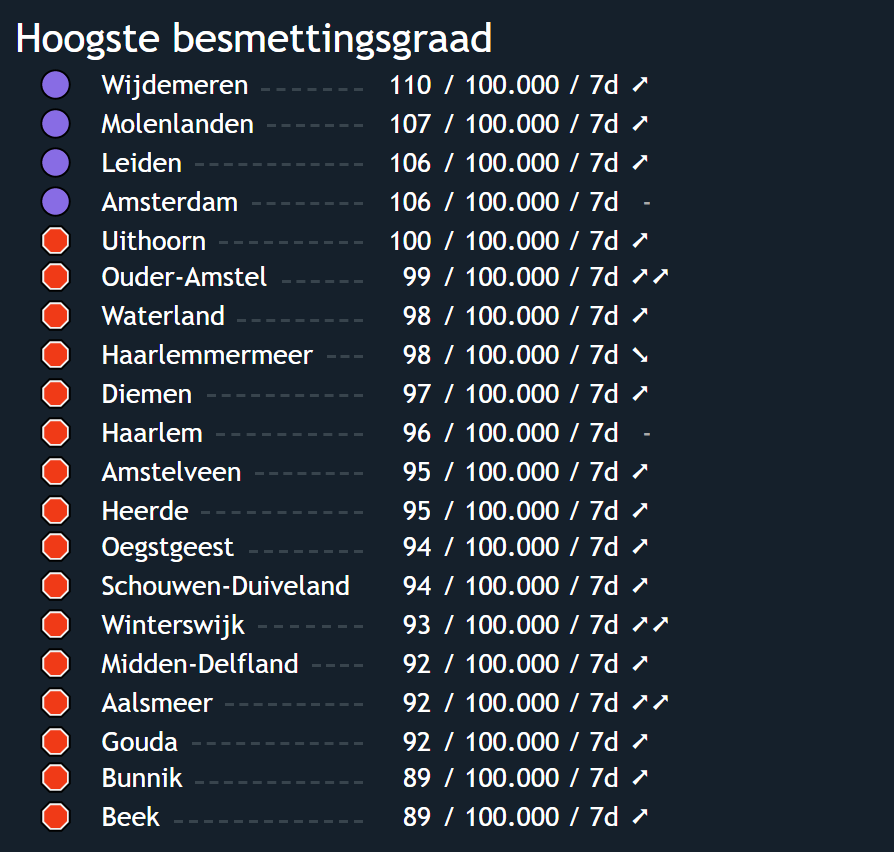 Hoogste besmettingsgraad
Wijdemeren 110 / 100.000 / 7d ➚
Molenlanden 107 / 100.000 / 7d ➚
Leiden 106 / 100.000 / 7d ➚
Amsterdam 106 / 100.000 / 7d -
Uithoorn 100 / 100.000 / 7d ➚
Ouder-Amstel 99 / 100.000 / 7d ➚➚
Waterland 98 / 100.000 / 7d ➚
Haarlemmermeer 98 / 100.000 / 7d ➘
Diemen 97 / 100.000 / 7d ➚
Haarlem 96 / 100.000 / 7d -
Amstelveen 95 / 100.000 / 7d ➚
Heerde 95 / 100.000 / 7d ➚
Oegstgeest 94 / 100.000 / 7d ➚
Schouwen-Duiveland 94 / 100.000 / 7d ➚
Winterswijk 93 / 100.000 / 7d ➚➚
Midden-Delfland 92 / 100.000 / 7d ➚
Aalsmeer 92 / 100.000 / 7d ➚➚
Gouda 92 / 100.000 / 7d ➚
Bunnik 89 / 100.000 / 7d ➚
Beek 89 / 100.000 / 7d ➚